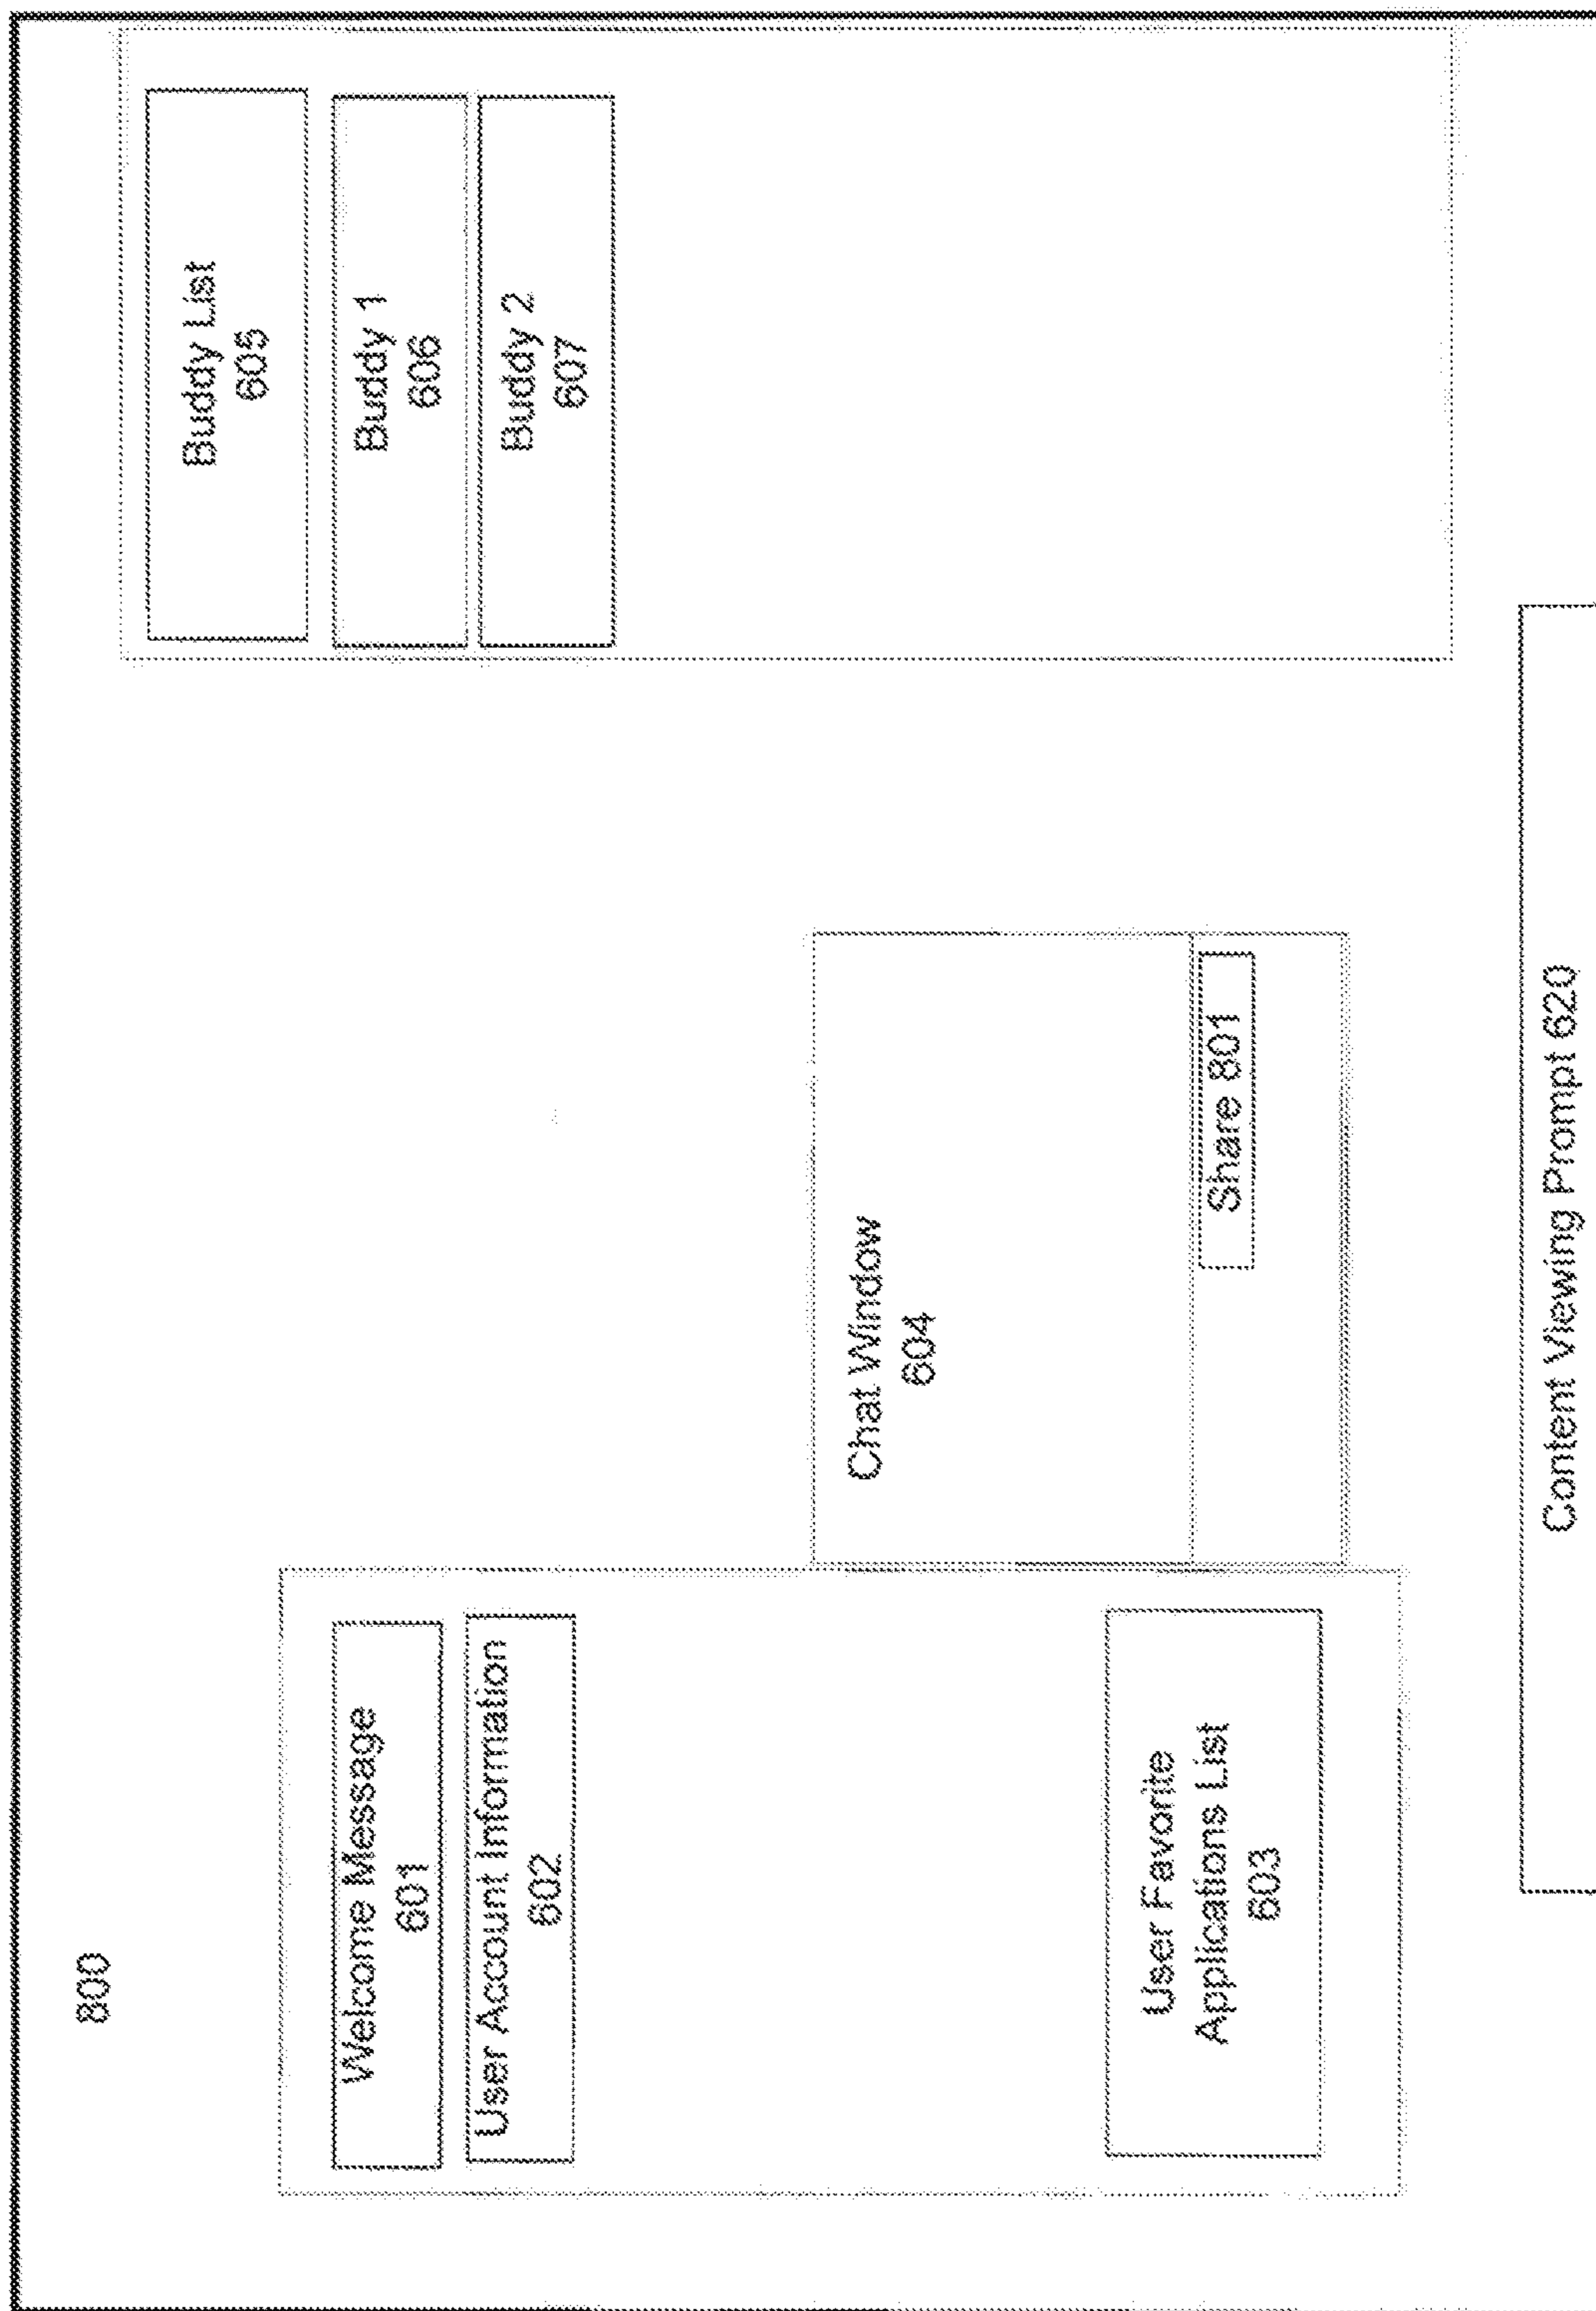 800
Welcome Message
601
User Account Information
602
User Favorite
Applications List
603
Chat Window
604
Share 801
Buddy List
605
Buddy 1
606
Buddy 2
607
Content Viewing Prompt 620